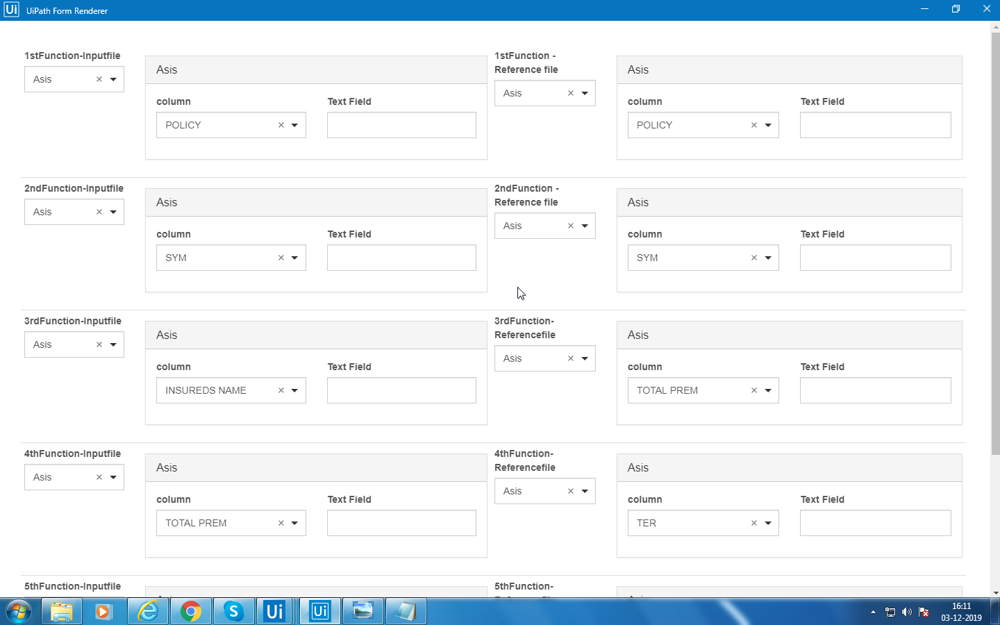 Ui UiPath Form Renderer
1stFunction-Inputfile
Asis
Asis
column
Text Field
POLICY
1stFunction -
Reference file
Asis
Asis
column
Text Field
POLICY
2ndFunction-Inputfile
Asis
Asis
column
Text Field
SYM
2ndFunction -
Reference file
Asis
Asis
column
Text Field
SYM
3rdFunction-Inputfile
Asis
Asis
column
Text Field
INSUREDS NAME
3rdFunction-
Referencefile
Asis
Asis
column
Text Field
TOTAL PREM
4thFunction-Inputfile
Asis
Asis
column
Text Field
TOTAL PREM
4thFunction-
Referencefile
Asis
Asis
column
Text Field
TER
5thFunction-Inputfile
5thFunction-
Ui
Ui
16:11
03-12-2019